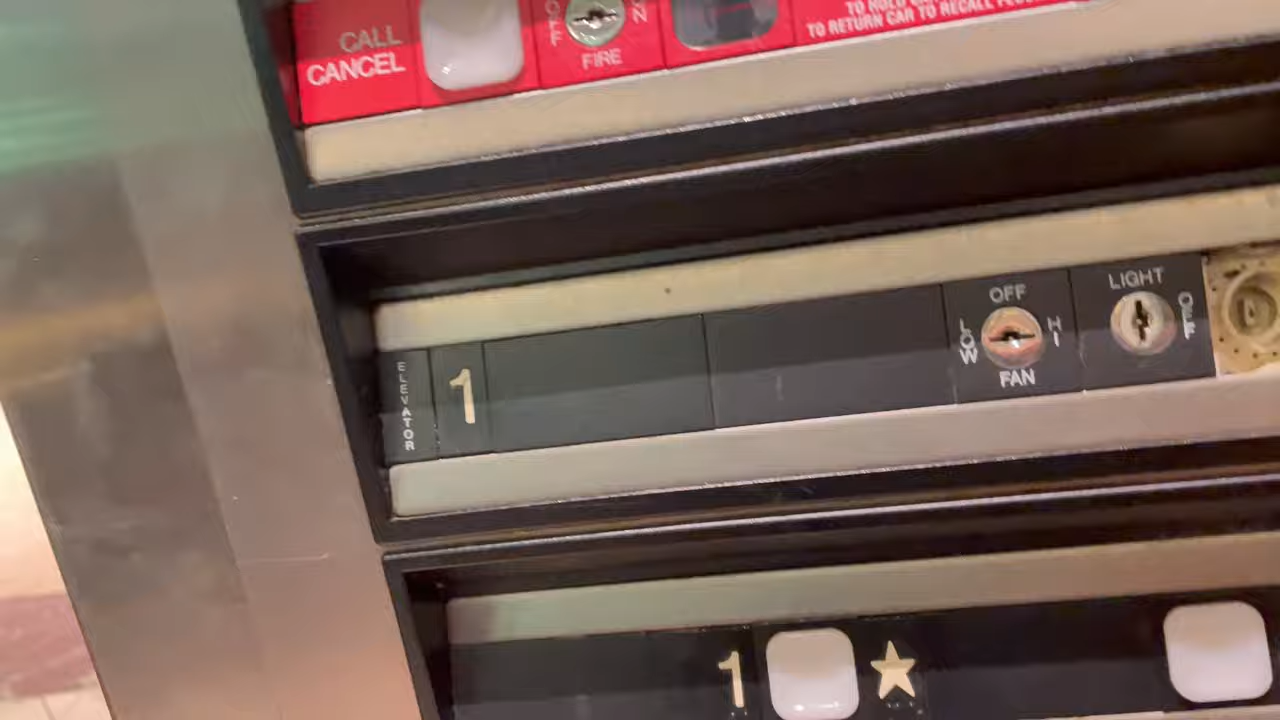 CALL
CANCEL
OFF
FIRE
TO RETURN CAR TO RECALL
ELEVATOR
1
OFF
LOW
HI
FAN
LIGHT
OFF
1